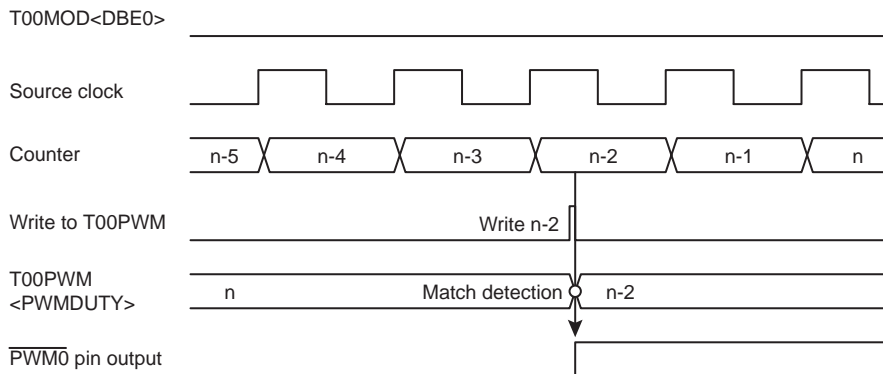 T00MOD<DBE0>
Source clock
Counter n-5 n-4 n-3 n-2 n-1 n
Write to T00PWM Write n-2
T00PWM
<PWMDUTY>
n Match detection n-2
PWM0 pin output